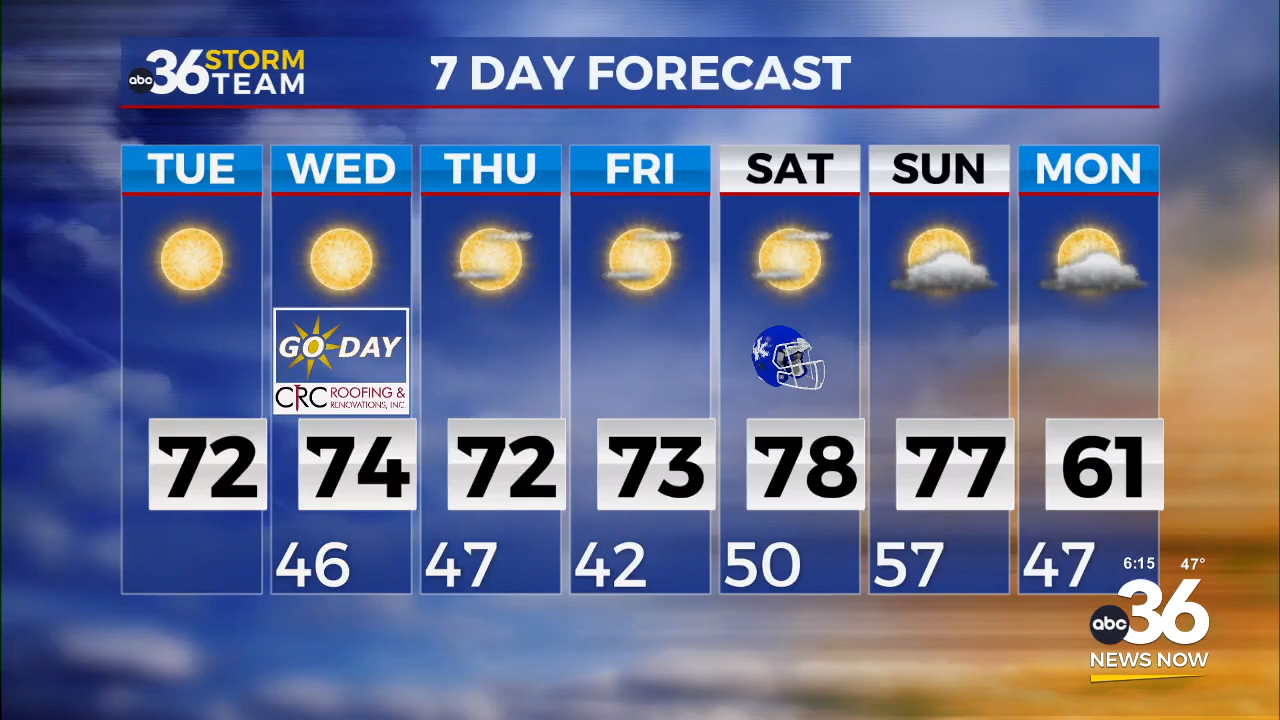 abc 36 STORM TEAM
7 DAY FORECAST
TUE WED THU FRI SAT SUN MON
GO DAY
CRC ROOFING &
RENOVATIONS, INC.
72 74 72 73 78 77 61
46 47 42 50 57 47
6:15 47°
abc 36
NEWS NOW